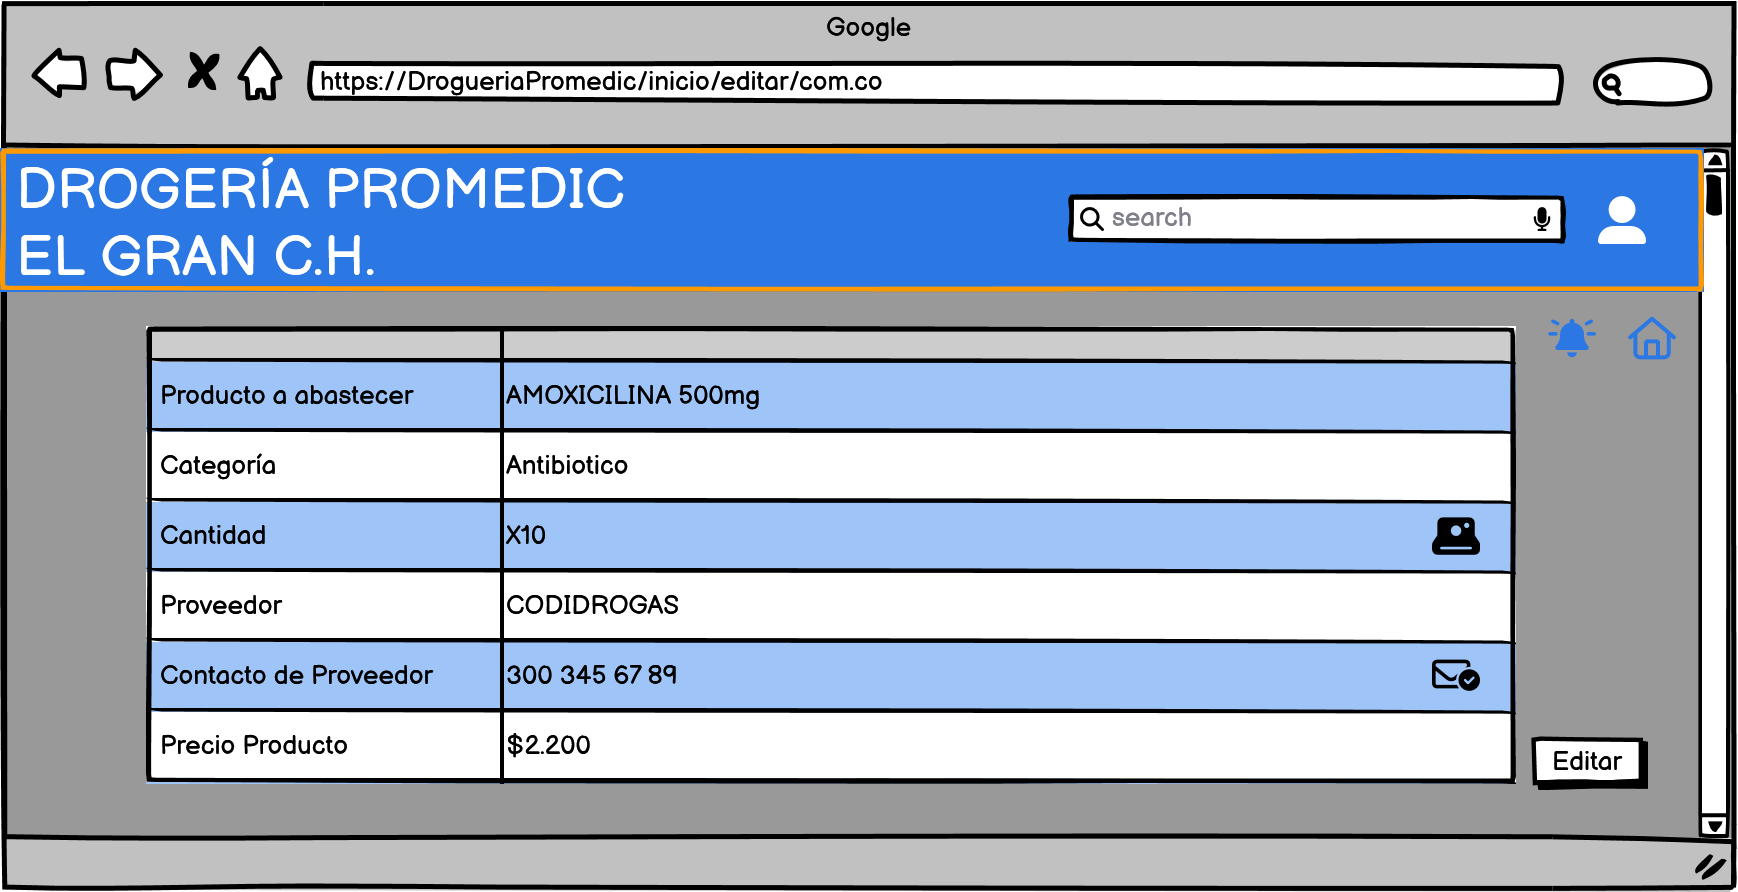 Google
https://DrogueriaPromedic/inicio/editar/com.co
DROGERÍA PROMEDIC
EL GRAN C.H.
search
Producto a abastecer AMOXICILINA 500mg
Categoría Antibiotico
Cantidad X10
Proveedor CODIDROGAS
Contacto de Proveedor 300 345 67 89
Precio Producto $2.200
Editar